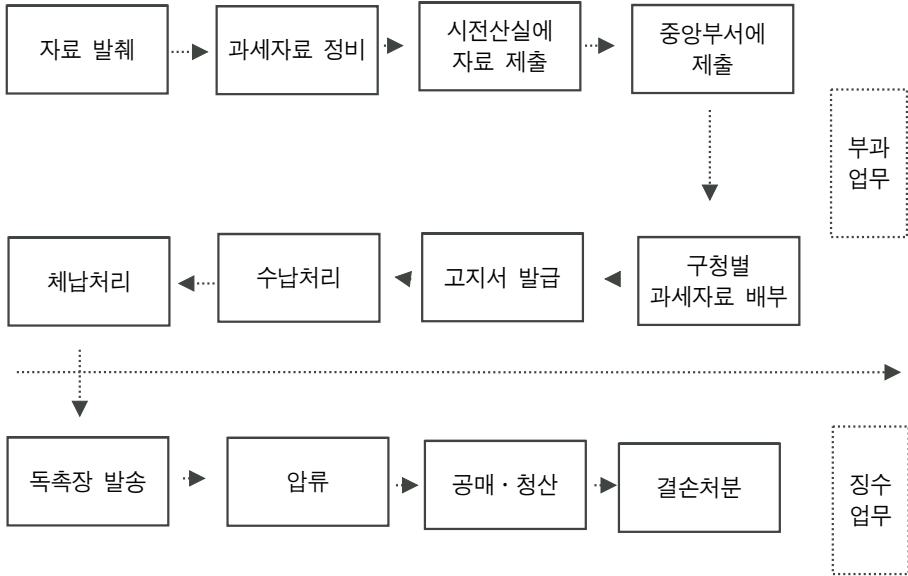 자료 발췌
과세자료 정비
시전산실에
자료 제출
중앙부서에
제출
부과
업무
체납처리
수납처리
고지서 발급
구청별
과세자료 배부
독촉장 발송
압류
공매·청산
결손처분
징수
업무